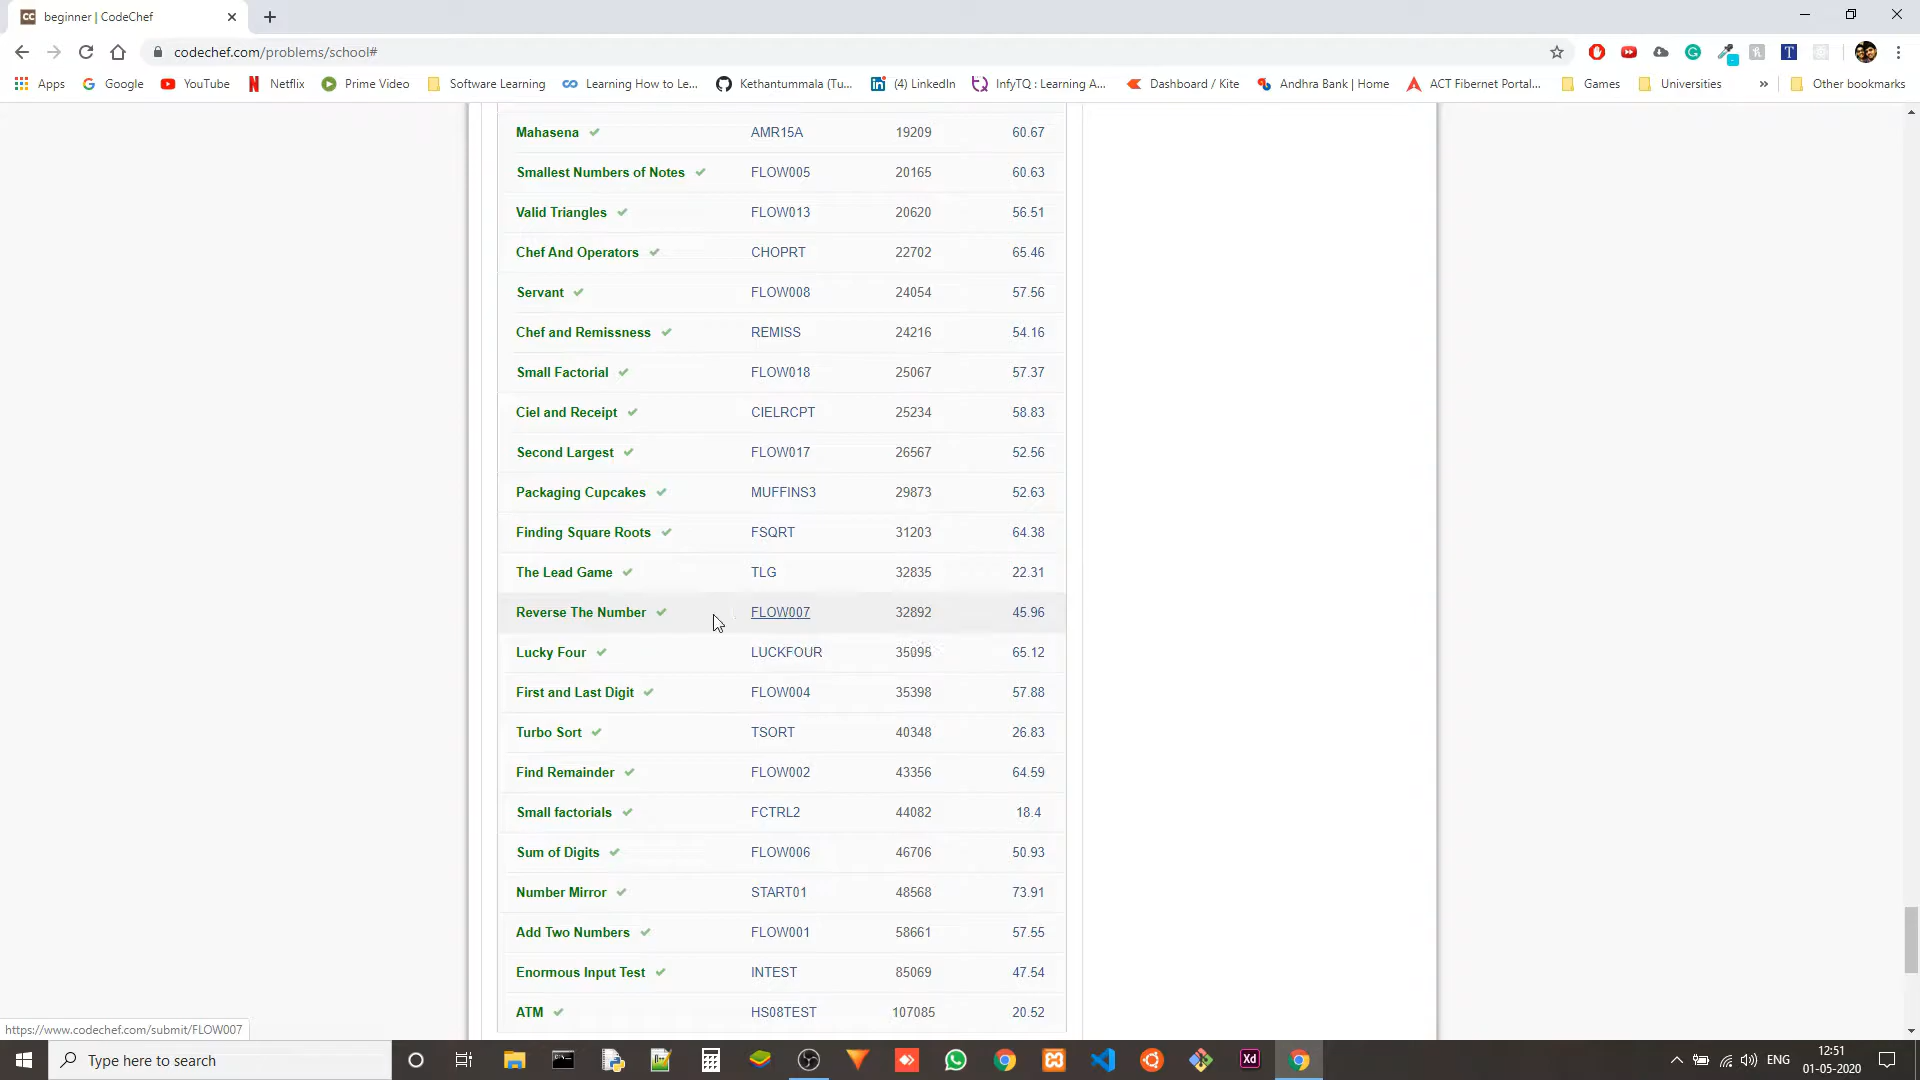 beginner | CodeChef
codechef.com/problems/school#
Apps Google YouTube Netflix Prime Video Software Learning Learning How to Le... Kethantummala (Tu... (4) LinkedIn InfyTQ : Learning A... Dashboard / Kite Andhra Bank | Home ACT Fibernet Portal... Games Universities » Other bookmarks
Mahasena AMR15A 19209 60.67
Smallest Numbers of Notes FLOW005 20165 60.63
Valid Triangles FLOW013 20620 56.51
Chef And Operators CHOPRT 22702 65.46
Servant FLOW008 24054 57.56
Chef and Remissness REMISS 24216 54.16
Small Factorial FLOW018 25067 57.37
Ciel and Receipt CIELRCPT 25234 58.83
Second Largest FLOW017 26567 52.56
Packaging Cupcakes MUFFINS3 29873 52.63
Finding Square Roots FSQRT 31203 64.38
The Lead Game TLG 32835 22.31
Reverse The Number FLOW007 32892 45.96
Lucky Four LUCKFOUR 35095 65.12
First and Last Digit FLOW004 35398 57.88
Turbo Sort TSORT 40348 26.83
Find Remainder FLOW002 43356 64.59
Small factorials FCTRL2 44082 18.4
Sum of Digits FLOW006 46706 50.93
Number Mirror START01 48568 73.91
Add Two Numbers FLOW001 58661 57.55
Enormous Input Test INTEST 85069 47.54
ATM HS08TEST 107085 20.52
https://www.codechef.com/submit/FLOW007
Type here to search
Xd
ENG
12:51
01-05-2020